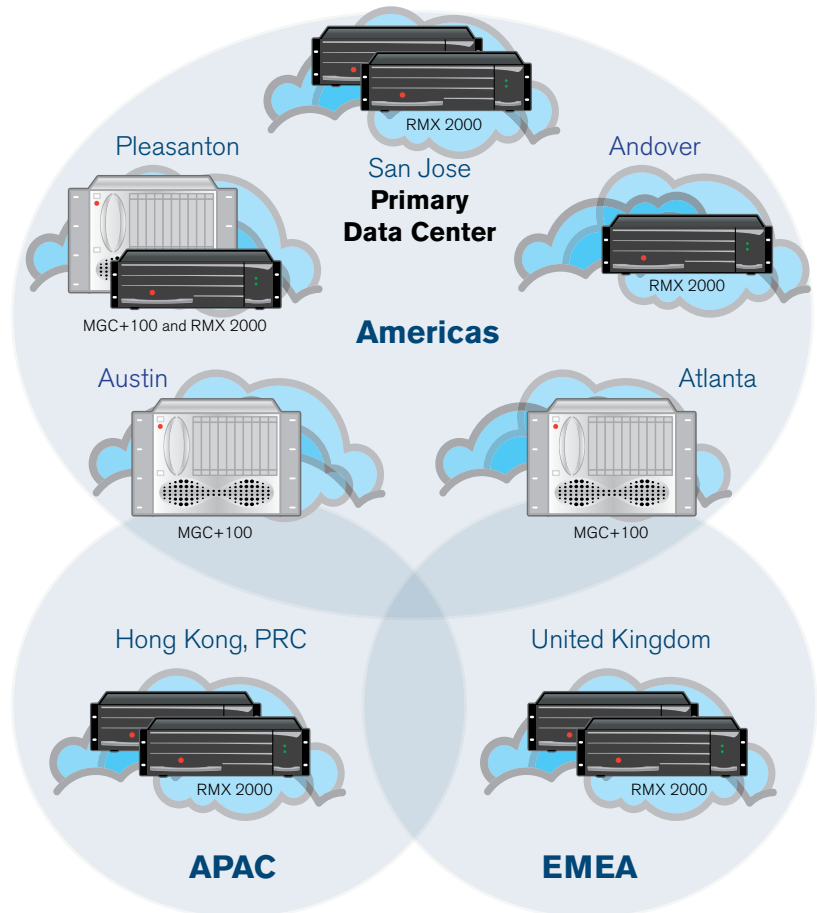 RMX 2000
San Jose
Primary
Data Center
Pleasanton
MGC+100 and RMX 2000
Andover
RMX 2000
Americas
Austin
MGC+100
Atlanta
MGC+100
Hong Kong, PRC
RMX 2000
APAC
United Kingdom
RMX 2000
EMEA